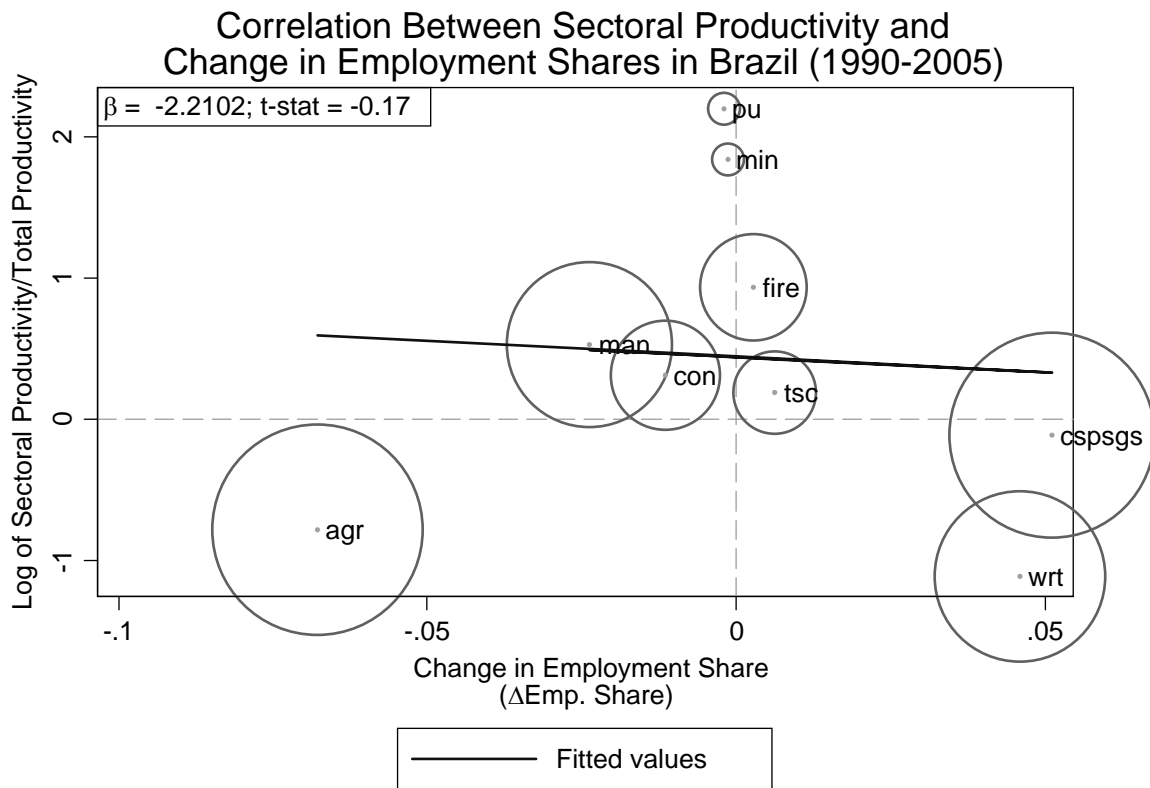 Correlation Between Sectoral Productivity and
Change in Employment Shares in Brazil (1990-2005)
β = -2.2102; t-stat = -0.17
Log of Sectoral Productivity/Total Productivity
2
1
0
-1
pu
min
fire
man
con
tsc
cspsgs
agr
wrt
-.1
-.05
0
.05
Change in Employment Share
(ΔEmp. Share)
Fitted values